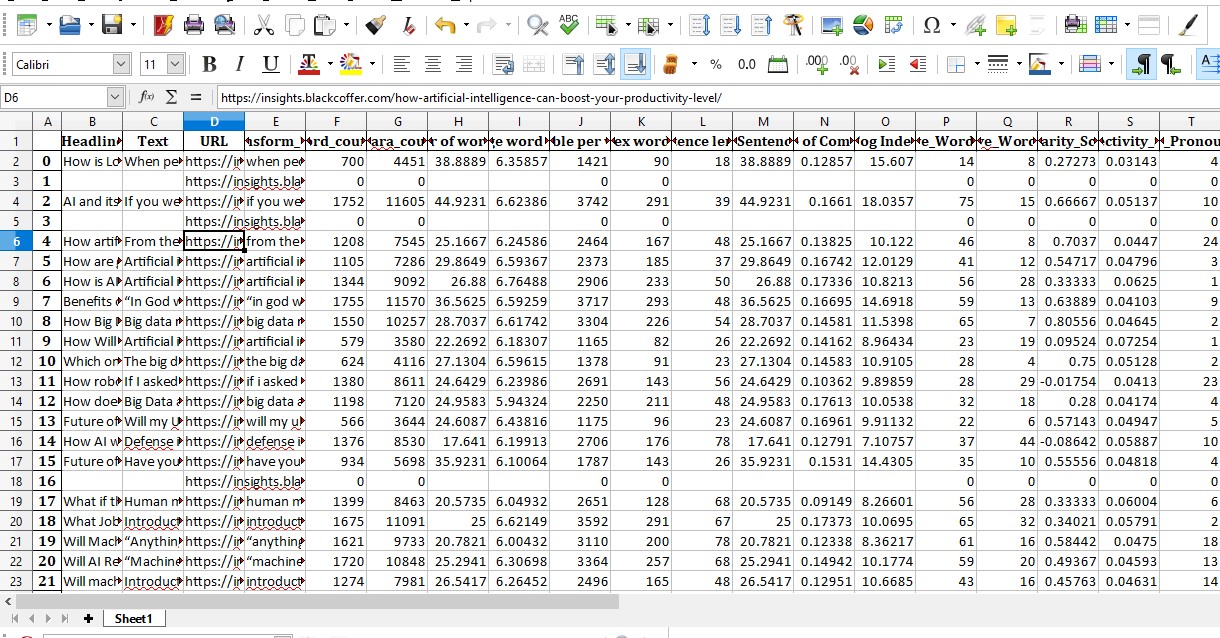 Calibri 11 B I U % 0.0 .000 .00
D6 f(x) Σ = https://insights.blackcoffer.com/how-artificial-intelligence-can-boost-your-productivity-level/
A B C D E F G H I J K L M N O P Q R S T
1 Headlin Text URL nsform_ rd_cou ara_cou r of wor e word ble per ex word ence le Sentenc of Com og Inde e_Word e_Word arity_Sc ctivity_ _Pronou
2 0 How is Lo When pe https://in when pee 700 4451 38.8889 6.35857 1421 90 18 38.8889 0.12857 15.607 14 8 0.27273 0.03143 4
3 1 https://insights.bla 0 0 0 0 0 0
4 2 AI and its If you we https://in if you we 1752 11605 44.9231 6.62386 3742 291 39 44.9231 0.1661 18.0357 75 15 0.66667 0.05137 10
5 3 https://insights.bla 0 0 0 0 0 0
6 4 How artif From the https://in from the 1208 7545 25.1667 6.24586 2464 167 48 25.1667 0.13825 10.122 46 8 0.7037 0.0447 24
7 5 How are Artificial i https://in artificial i 1105 7286 29.8649 6.59367 2373 185 37 29.8649 0.16742 12.0129 41 12 0.54717 0.04796 3
8 6 How is AI Artificial i https://in artificial i 1344 9092 26.88 6.76488 2906 233 50 26.88 0.17336 10.8213 56 28 0.33333 0.0625 1
9 7 Benefits o “In God w https://in “in god w 1755 11570 36.5625 6.59259 3717 293 48 36.5625 0.16695 14.6918 59 13 0.63889 0.04103 9
10 8 How Big Big data r https://in big data r 1550 10257 28.7037 6.61742 3304 226 54 28.7037 0.14581 11.5398 65 7 0.80556 0.04645 2
11 9 How Will Artificial i https://in artificial i 579 3580 22.2692 6.18307 1165 82 26 22.2692 0.14162 8.96434 23 19 0.09524 0.07254 1
12 10 Which or The big d https://in the big da 624 4116 27.1304 6.59615 1378 91 23 27.1304 0.14583 10.9105 28 4 0.75 0.05128 2
13 11 How robo If I asked https://in if i asked 1380 8611 24.6429 6.23986 2691 143 56 24.6429 0.10362 9.89859 28 29 -0.01754 0.0413 23
14 12 How doe Big Data https://in big data 1198 7120 24.9583 5.94324 2250 211 48 24.9583 0.17613 10.0538 32 18 0.28 0.04174 4
15 13 Future of Will my U https://in will my u 566 3644 24.6087 6.43816 1175 96 23 24.6087 0.16961 9.91132 22 6 0.57143 0.04947 5
16 14 How AI w Defense i https://in defense i 1376 8530 17.641 6.19913 2706 176 78 17.641 0.12791 7.10757 37 44 -0.08642 0.05887 10
17 15 Future of Have you https://in have you 934 5698 35.9231 6.10064 1787 143 26 35.9231 0.1531 14.4305 35 10 0.55556 0.04818 4
18 16 https://insights.bla 0 0 0 0 0 0
19 17 What if t Human m https://in human m 1399 8463 20.5735 6.04932 2651 128 68 20.5735 0.09149 8.26601 56 28 0.33333 0.06004 6
20 18 What Job Introduct https://in introduct 1675 11091 25 6.62149 3592 291 67 25 0.17373 10.0695 65 32 0.34021 0.05791 2
21 19 Will Mach “Anythin https://in “anything 1621 9733 20.7821 6.00432 3110 200 78 20.7821 0.12338 8.36217 61 16 0.58442 0.0475 18
22 20 Will AI Re “Machine https://in “machine 1720 10848 25.2941 6.30698 3364 257 68 25.2941 0.14942 10.1774 59 20 0.49367 0.04593 13
23 21 Will mach Introduct https://in introduct 1274 7981 26.5417 6.26452 2496 165 48 26.5417 0.12951 10.6685 43 16 0.45763 0.04631 14
Sheet1